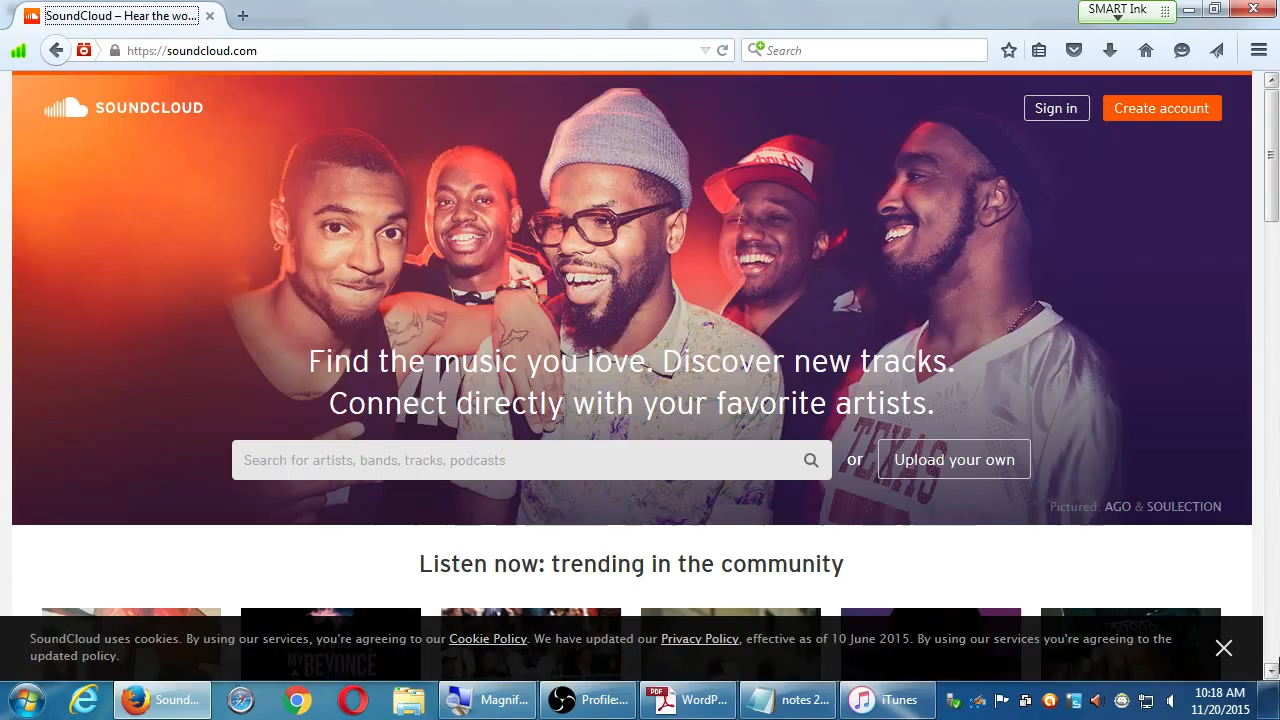 SoundCloud – Hear the wo...
SMART Ink
https://soundcloud.com
Search
SOUNDCLOUD
Sign in
Create account
Find the music you love. Discover new tracks.
Connect directly with your favorite artists.
Search for artists, bands, tracks, podcasts
or
Upload your own
TEXAS
Pictured: AGO & SOULECTION
Listen now: trending in the community
SoundCloud uses cookies. By using our services, you're agreeing to our Cookie Policy. We have updated our Privacy Policy, effective as of 10 June 2015. By using our services you're agreeing to the
updated policy.
MY
BEYONCÉ
Sound...
Magnif...
Profile:...
PDF
WordP...
notes 2...
iTunes
10:18 AM
11/20/2015